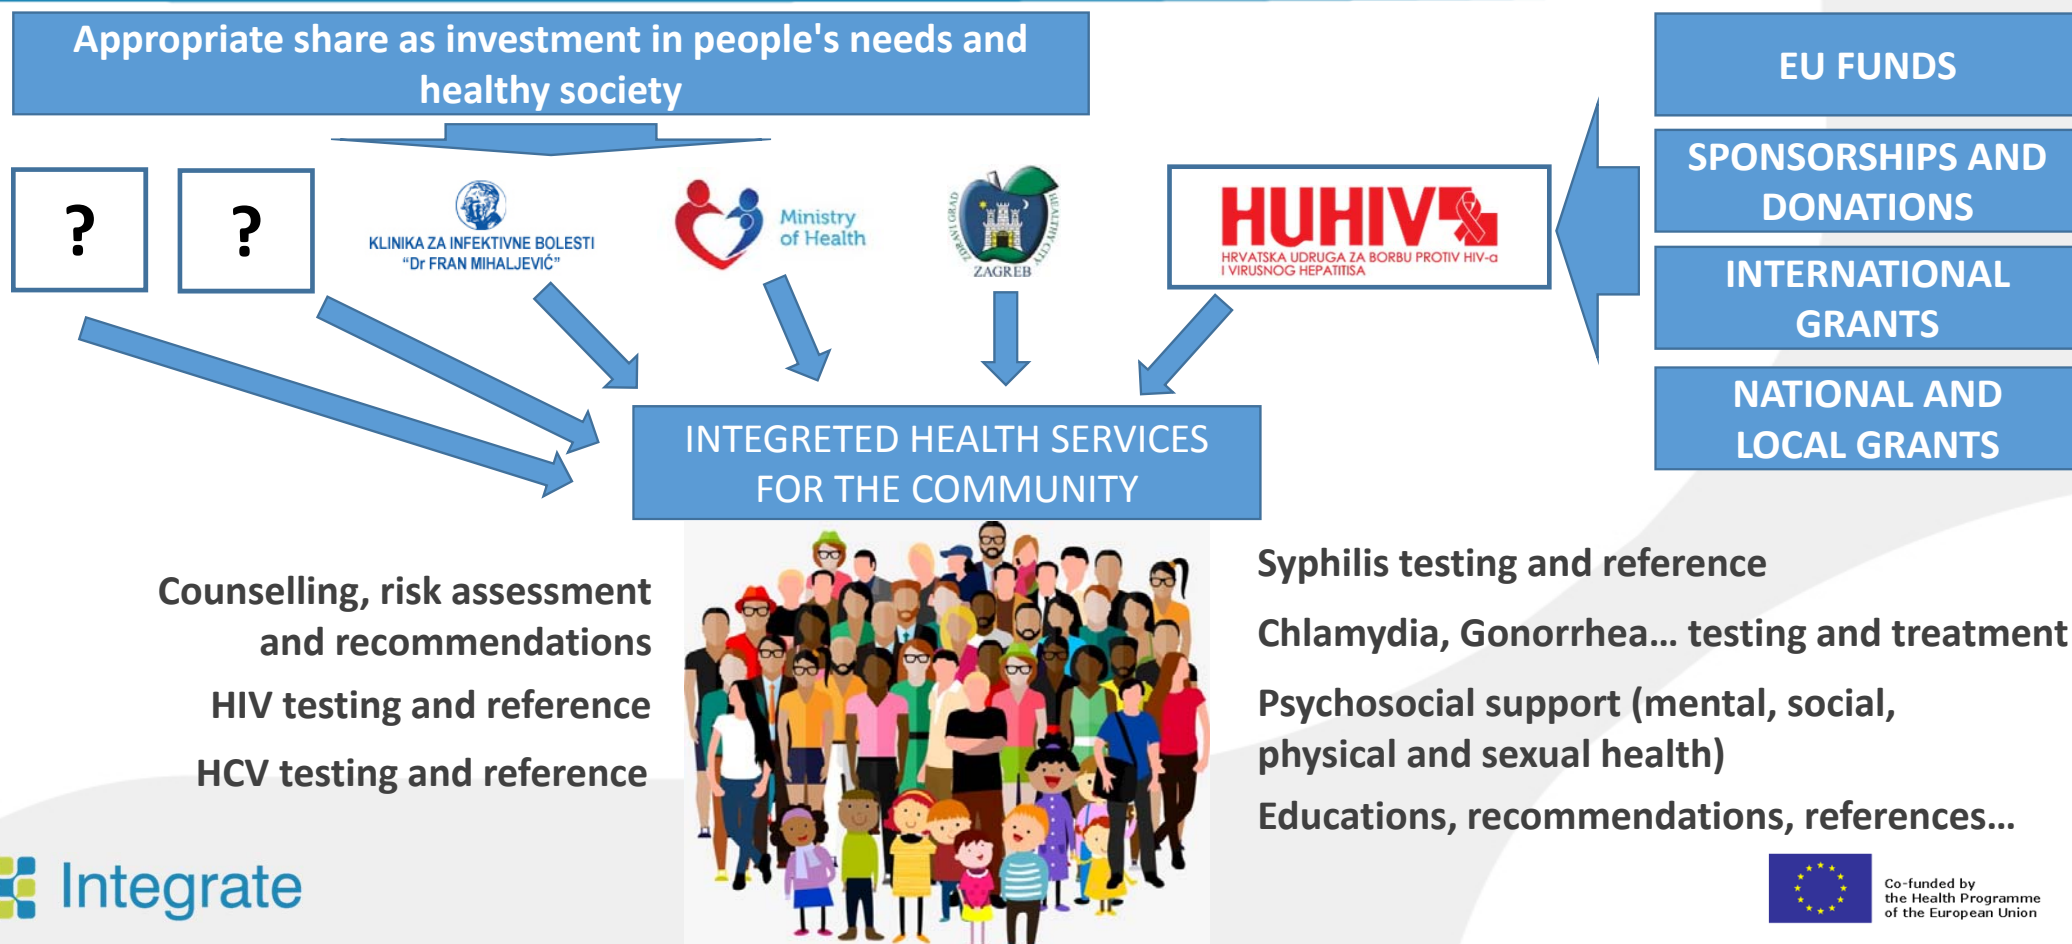 Appropriate share as investment in people's needs and
healthy society
EU FUNDS
SPONSORSHIPS AND
DONATIONS
INTERNATIONAL
GRANTS
NATIONAL AND
LOCAL GRANTS
?
?
KLINIKA ZA INFEKTIVNE BOLESTI
"Dr FRAN MIHALJEVIĆ"
Ministry
of Health
ZDRAVI GRAD
HEALTHY CITY
ZAGREB
HUHIV
HRVATSKA UDRUGA ZA BORBU PROTIV HIV-a
I VIRUSNOG HEPATITISA
INTEGRETED HEALTH SERVICES
FOR THE COMMUNITY
Counselling, risk assessment
and recommendations
HIV testing and reference
HCV testing and reference
Syphilis testing and reference
Chlamydia, Gonorrhea... testing and treatment
Psychosocial support (mental, social,
physical and sexual health)
Educations, recommendations, references...
Integrate
Co-funded by
the Health Programme
of the European Union